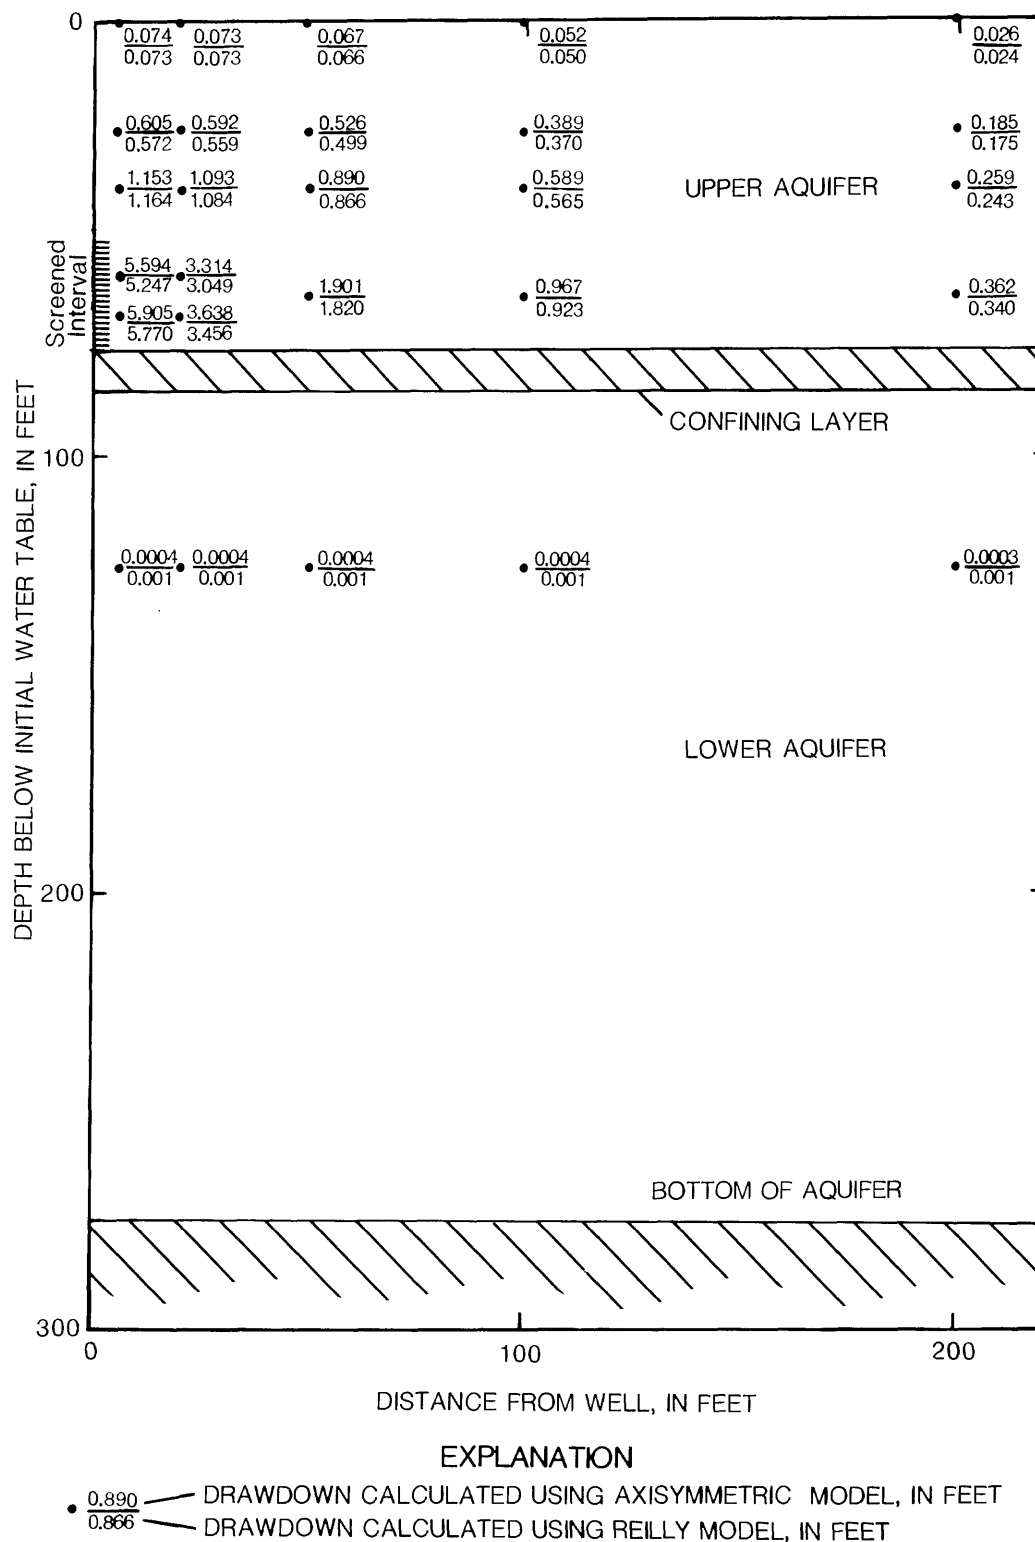 0
0.074 0.073 0.067 0.052 0.026
0.073 0.073 0.066 0.050 0.024
0.605 0.592 0.526 0.389 0.185
0.572 0.559 0.499 0.370 0.175
1.153 1.093 0.890 0.589 0.259
1.164 1.084 0.866 0.565 0.243
UPPER AQUIFER
Screened
Interval
5.594 3.314 1.901 0.967 0.362
5.247 3.049 1.820 0.923 0.340
5.905 3.638
5.770 3.456
CONFINING LAYER
DEPTH BELOW INITIAL WATER TABLE, IN FEET
100
0.0004 0.0004 0.0004 0.0004 0.0003
0.001 0.001 0.001 0.001 0.001
LOWER AQUIFER
200
BOTTOM OF AQUIFER
300
0 100 200
DISTANCE FROM WELL, IN FEET
EXPLANATION
0.890 DRAWDOWN CALCULATED USING AXISYMMETRIC MODEL, IN FEET
0.866 DRAWDOWN CALCULATED USING REILLY MODEL, IN FEET